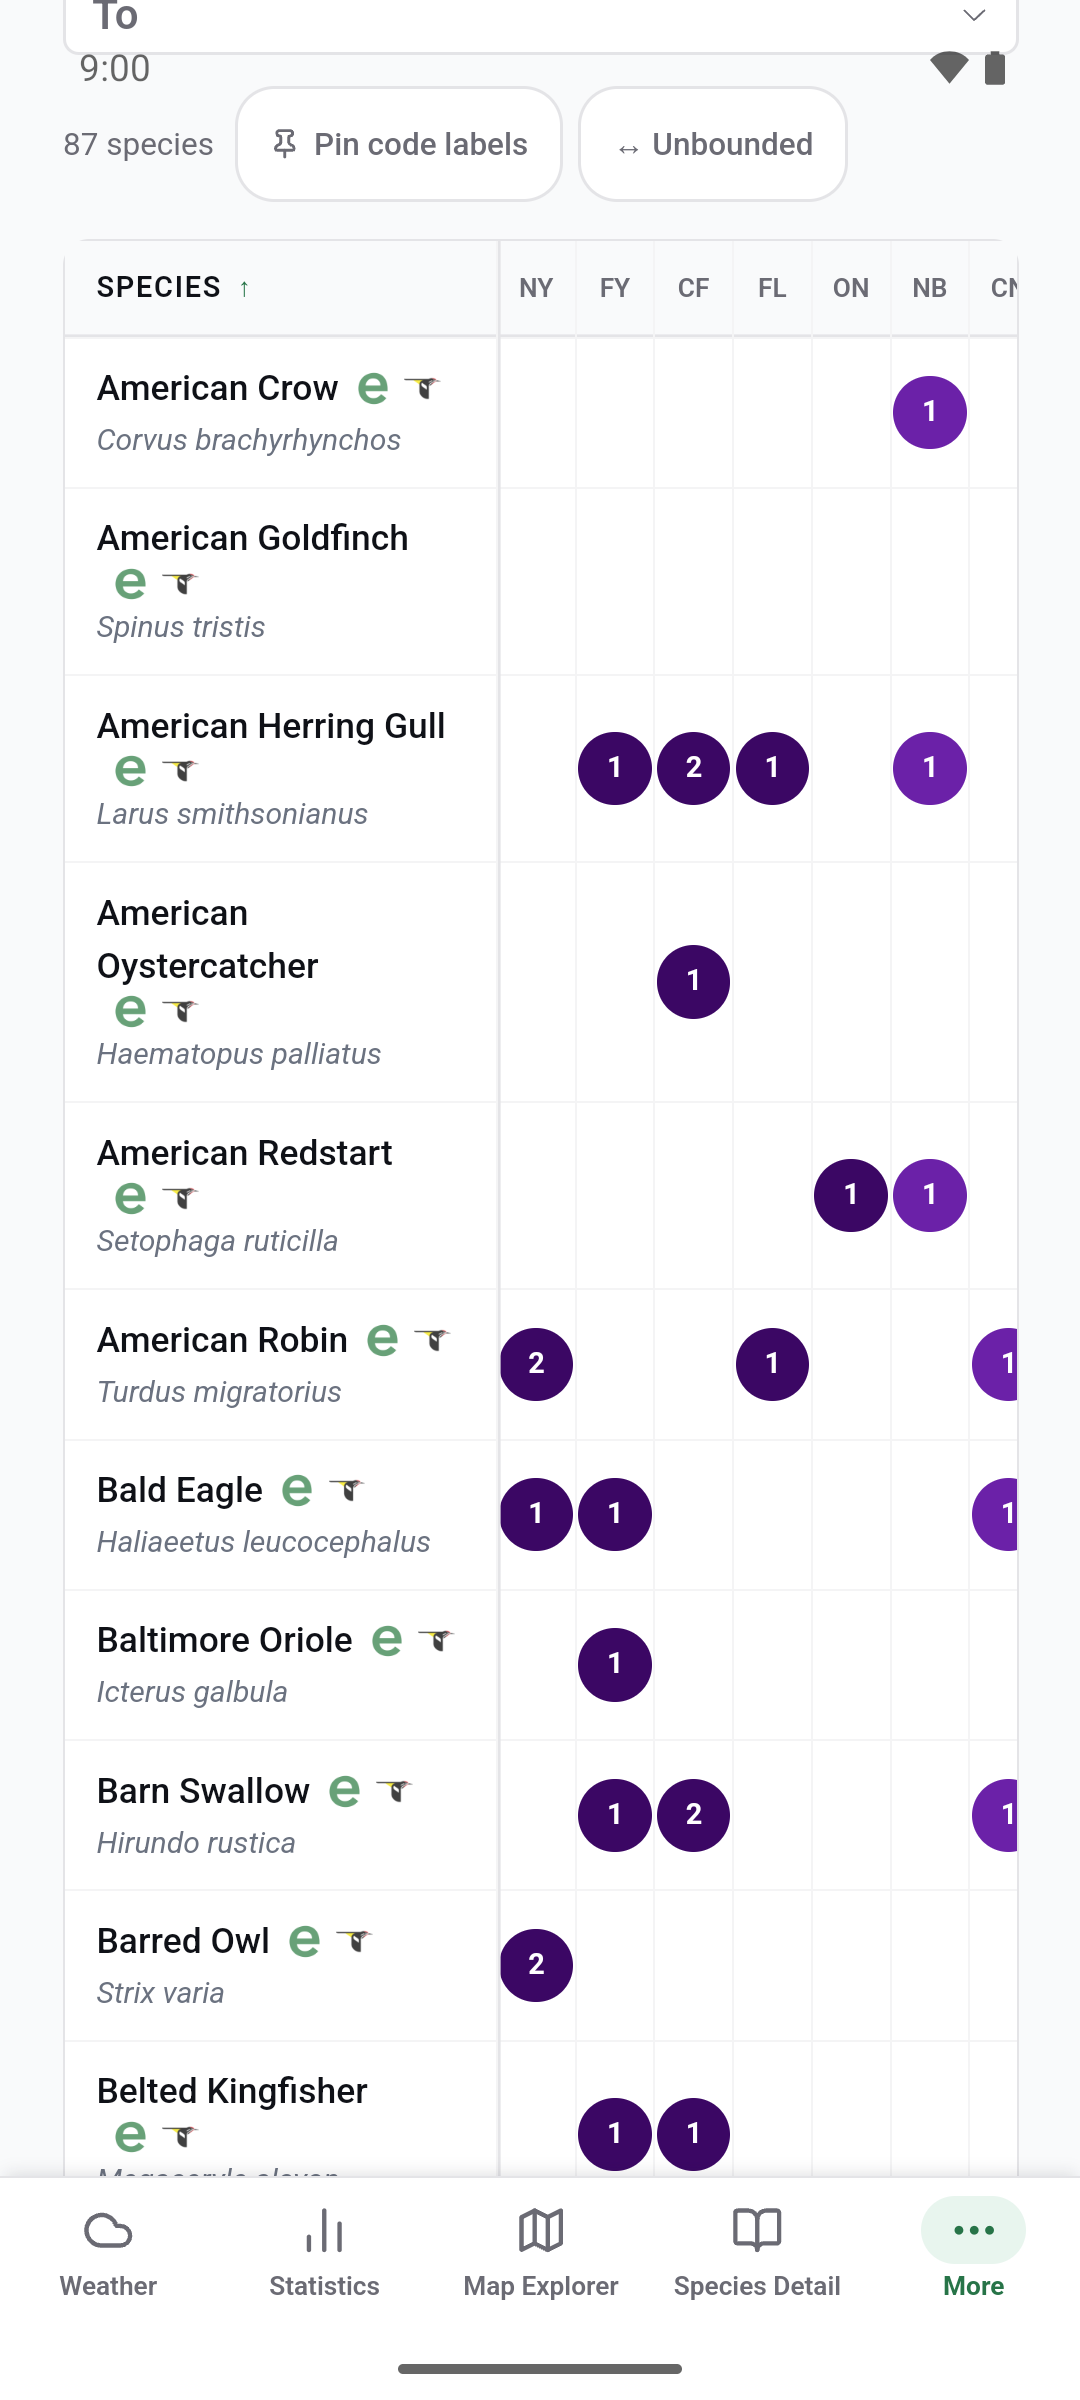 To
9:00
87 species Pin code labels ↔ Unbounded
SPECIES ↑ NY FY CF FL ON NB
American Crow 1
Corvus brachyrhynchos
American Goldfinch
Spinus tristis
American Herring Gull
1 2 1 1
Larus smithsonianus
American
Oystercatcher
1
Haematopus palliatus
American Redstart
1 1
Setophaga ruticilla
American Robin 2 1 1
Turdus migratorius
Bald Eagle 1 1 1
Haliaeetus leucocephalus
Baltimore Oriole 1
Icterus galbula
Barn Swallow 1 2 1
Hirundo rustica
Barred Owl 2
Strix varia
Belted Kingfisher
1 1
Weather Statistics Map Explorer Species Detail More